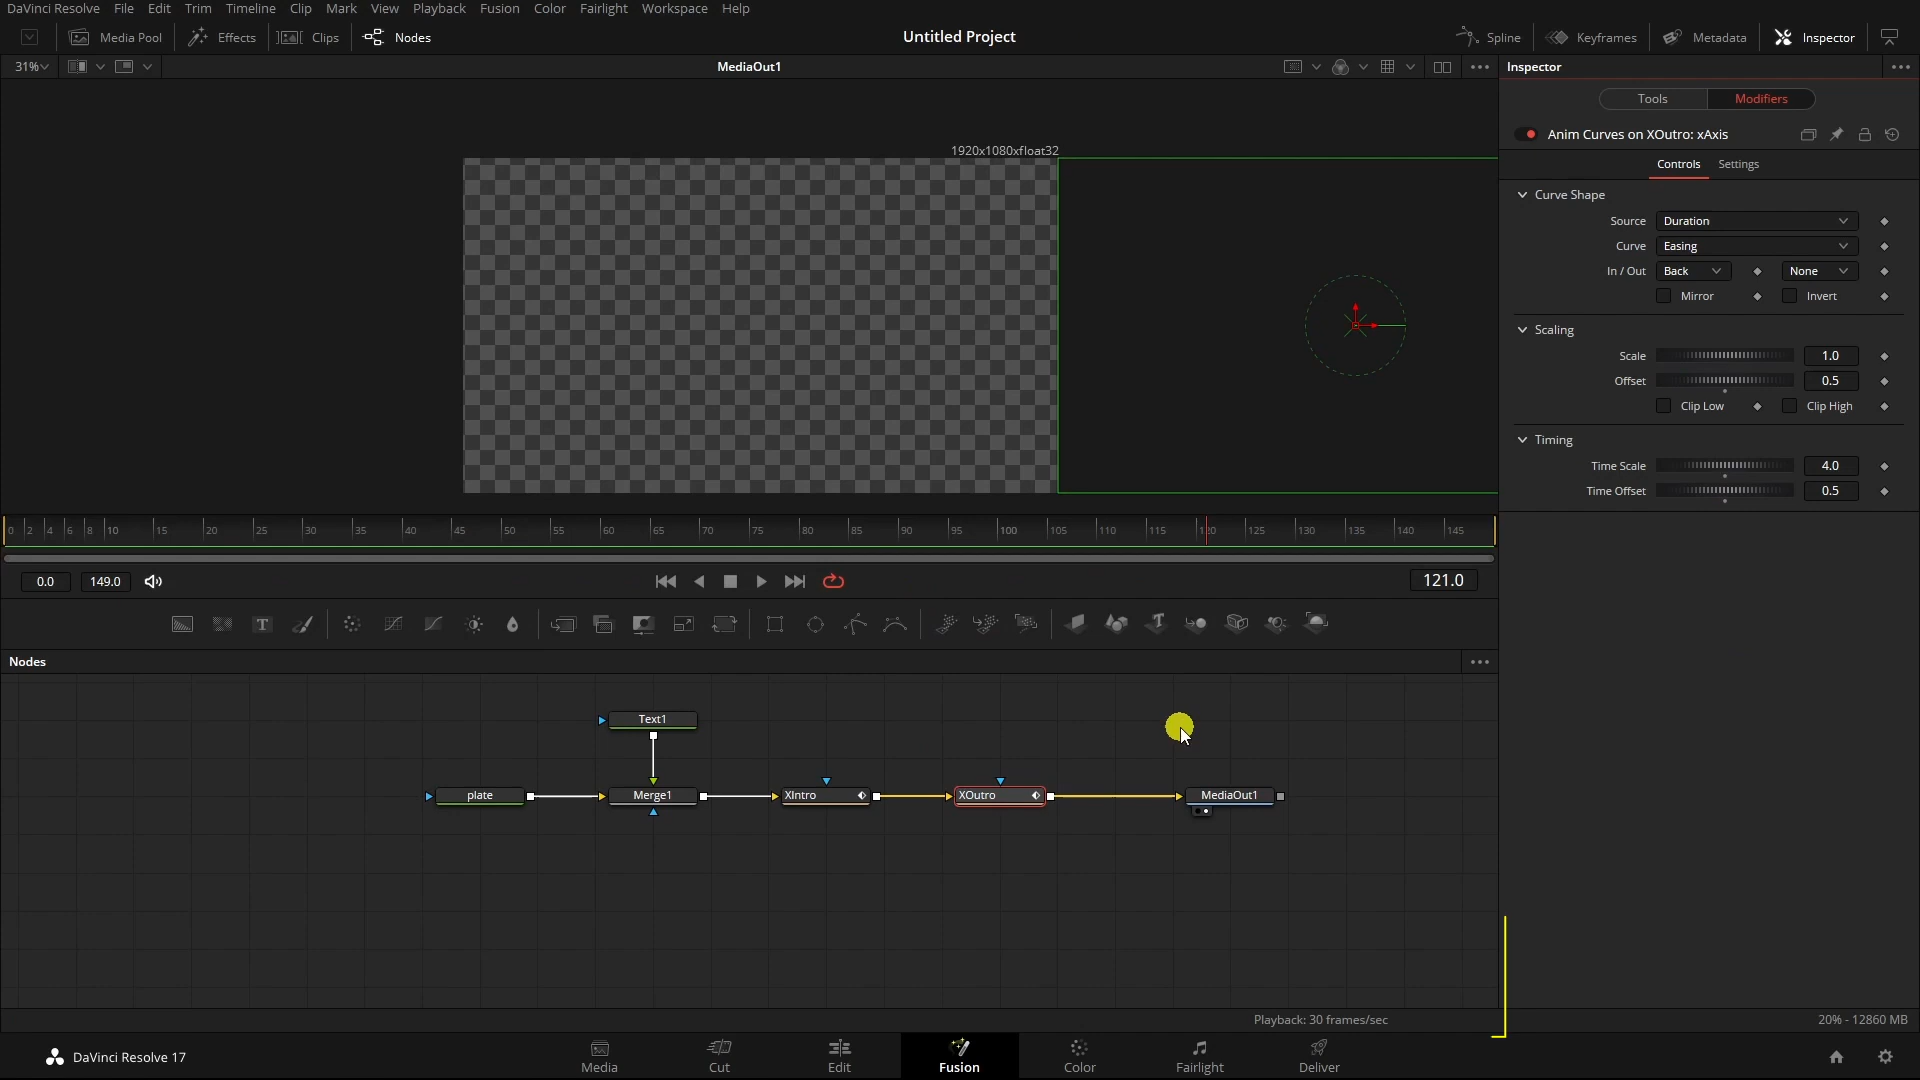 DaVinci Resolve File Edit Trim Timeline Clip Mark View Playback Fusion Color Fairlight Workspace Help
Media Pool Effects Clips Nodes Untitled Project Spline Keyframes Metadata Inspector
31% MediaOut1 Inspector
Tools Modifiers
Anim Curves on XOutro: xAxis
1920x1080xfloat32
Controls Settings
Curve Shape
Source Duration
Curve Easing
In / Out Back None
Mirror Invert
Scaling
Scale 1.0
Offset 0.5
Clip Low Clip High
Timing
Time Scale 4.0
Time Offset 0.5
0 2 4 6 8 10 15 20 25 30 35 40 45 50 55 60 65 70 75 80 85 90 95 100 105 110 115 120 125 130 135 140 145
0.0 149.0 121.0
T T
Nodes
Text1
plate Merge1 XIntro XOutro MediaOut1
Playback: 30 frames/sec 20% - 12860 MB
DaVinci Resolve 17 Media Cut Edit Fusion Color Fairlight Deliver